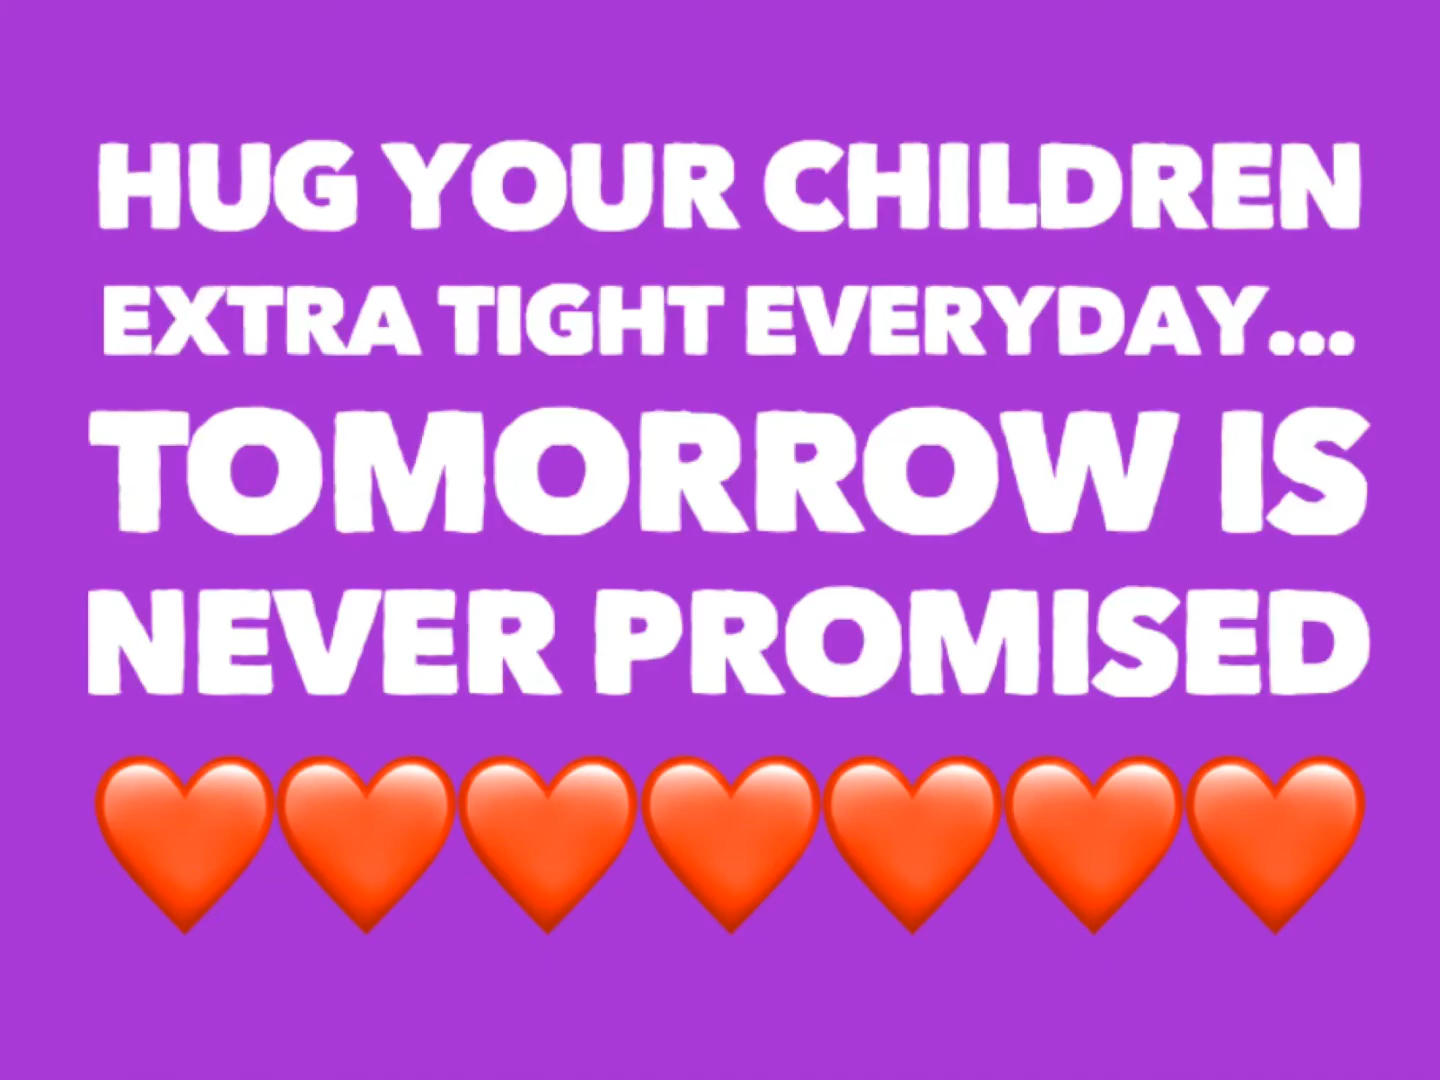 HUG YOUR CHILDREN
EXTRA TIGHT EVERYDAY...
TOMORROW IS
NEVER PROMISED
❤️❤️❤️❤️❤️❤️❤️